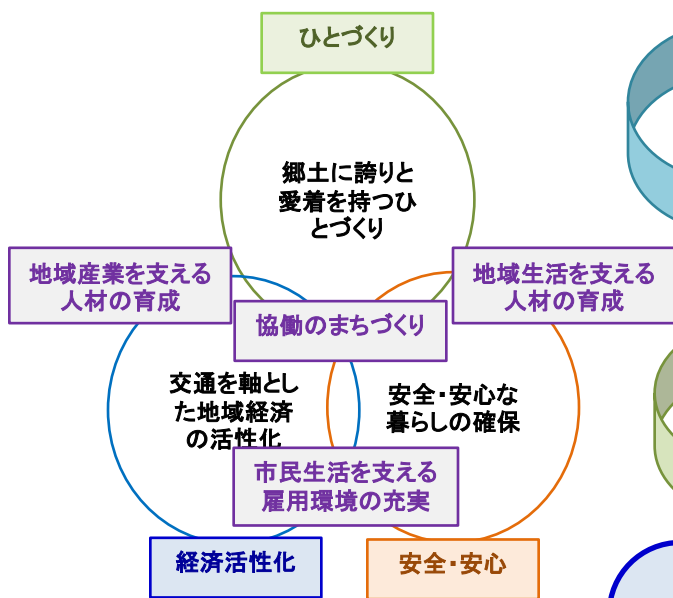 ひとづくり
郷土に誇りと
愛着を持つひ
とづくり
地域産業を支える
人材の育成
地域生活を支える
人材の育成
協働のまちづくり
交通を軸とし
た地域経済
の活性化
安全・安心な
暮らしの確保
市民生活を支える
雇用環境の充実
経済活性化
安全・安心